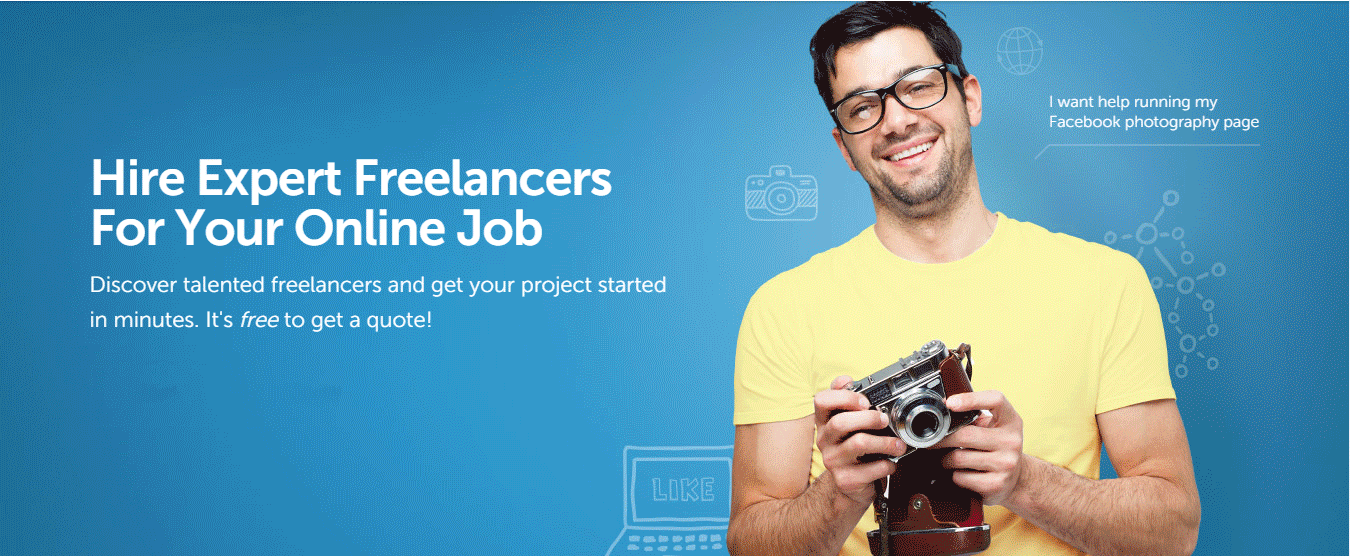 Hire Expert Freelancers
For Your Online Job
Discover talented freelancers and get your project started
in minutes. It's free to get a quote!
I want help running my
Facebook photography page
LIKE